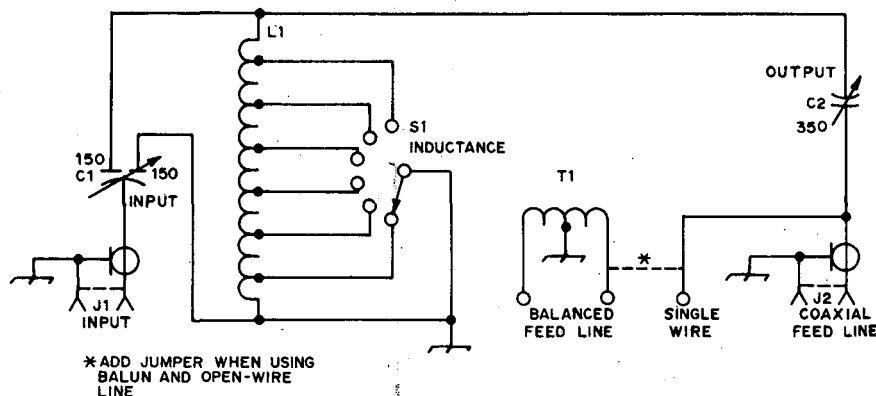 L1
OUTPUT
C2
350
S1
INDUCTANCE
150
C1
150
INPUT
T1
*
J1
INPUT
BALANCED
FEED LINE
SINGLE
WIRE
J2
COAXIAL
FEED LINE
*ADD JUMPER WHEN USING
BALUN AND OPEN-WIRE
LINE